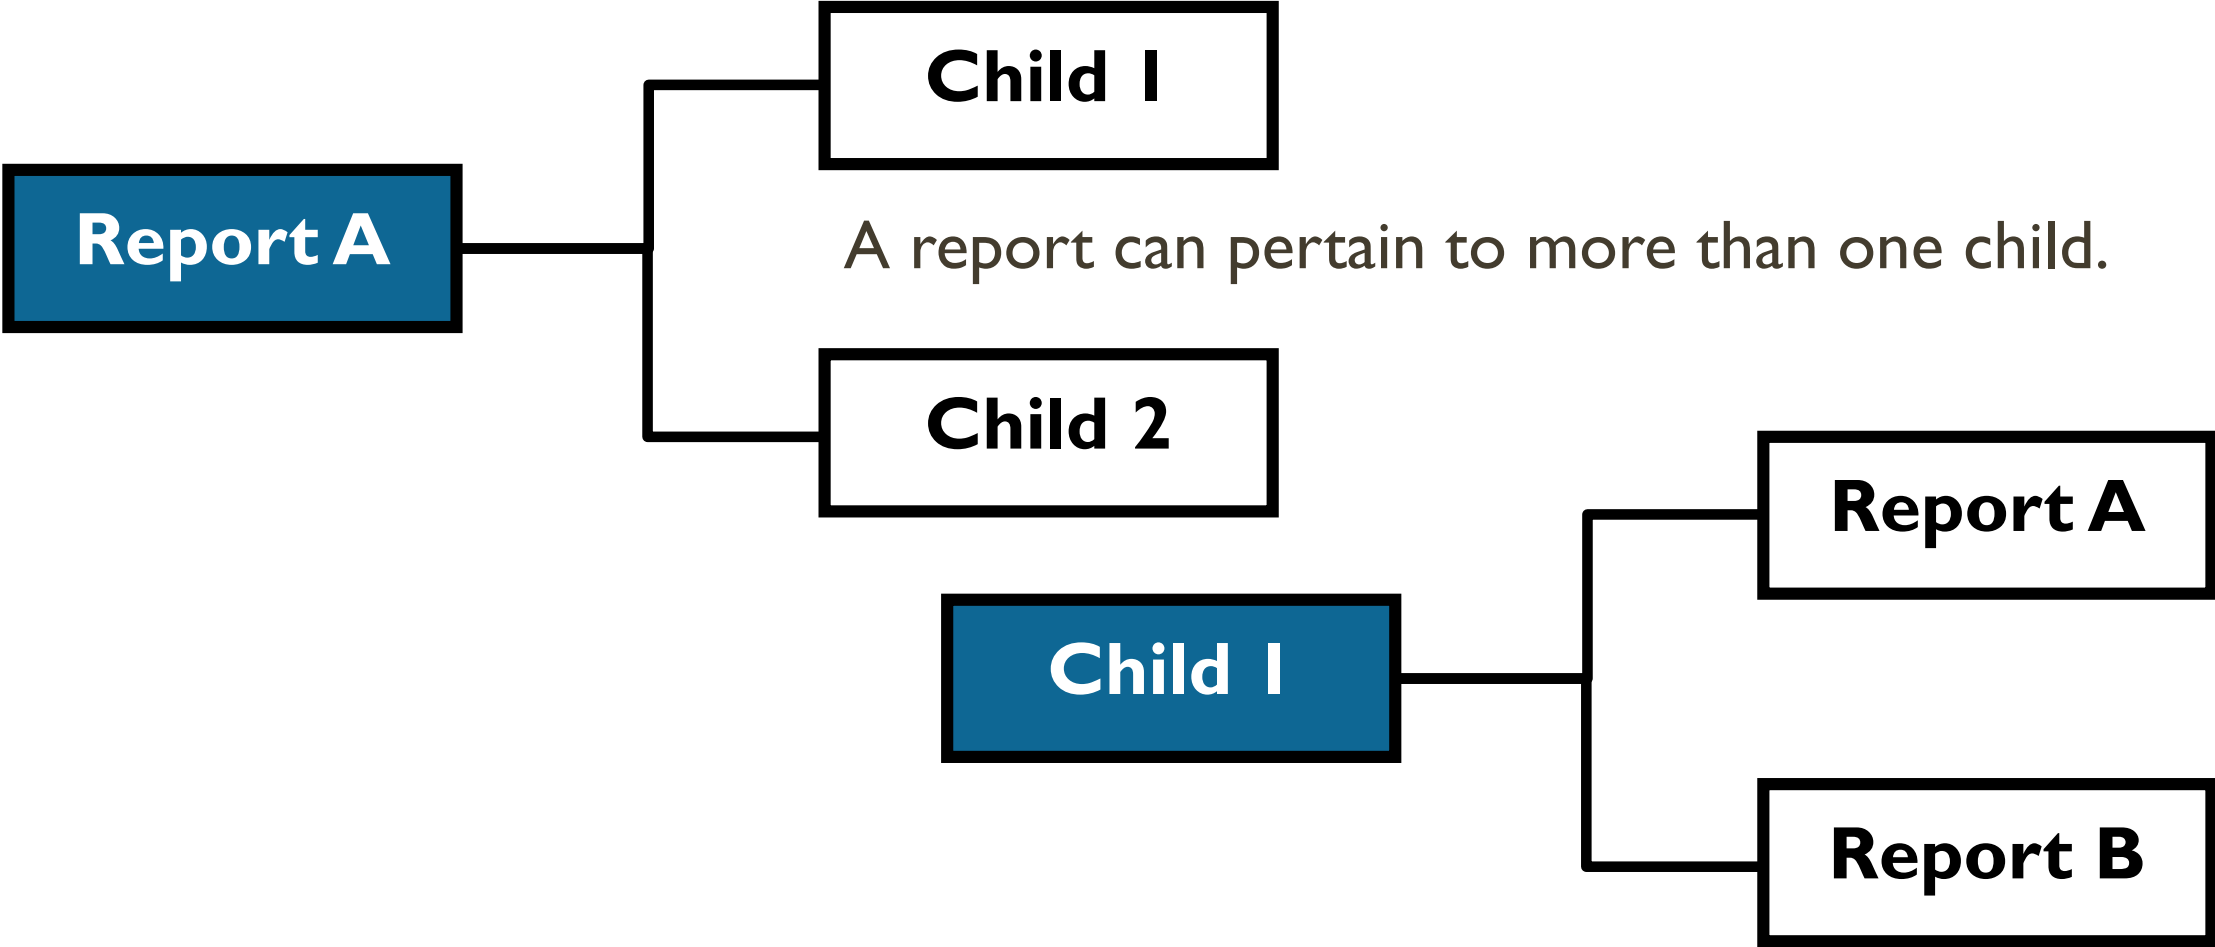 Child 1
Report A
A report can pertain to more than one child.
Child 2
Report A
Child 1
Report B